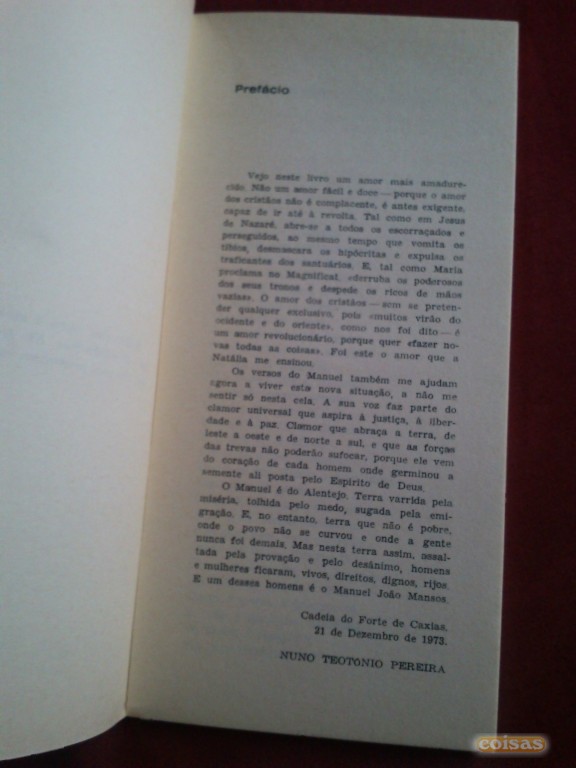 Prefácio
Vejo neste livro um amor mais amadure-
cido. Não um amor fácil e doce — porque o amor
dos cristãos não é complacente, é antes exigente,
capaz de ir até à revolta. Tal como em Jesus
de Nazaré, abre-se a todos os escorraçados e
perseguidos, ao mesmo tempo que vomita os
tíbios, desmascara os hipócritas e expulsa os
traficantes dos santuários. E, tal como Maria
proclama no Magnificat, «derruba os poderosos
dos seus tronos e despede os ricos de mãos
vazias». O amor dos cristãos — sem se preten-
der qualquer exclusivo, pois «muitos virão do
ocidente e do oriente», como nos foi dito — é
um amor revolucionário, porque quer «fazer no-
vas todas as coisas». Foi este o amor que a
Natália me ensinou.
Os versos do Manuel também me ajudam
agora a viver esta nova situação, a não me
sentir só nesta cela. A sua voz faz parte do
clamor universal que aspira à justiça, à liber-
dade e à paz. Clamor que abraça a terra, de
leste a oeste e de norte a sul, e que as forças
das trevas não poderão sufocar, porque ele vem
do coração de cada homem onde germinou a
semente ali posta pelo Espírito de Deus.
O Manuel é do Alentejo. Terra varrida pela
miséria, tolhida pelo medo, sugada pela emi-
gração. E, no entanto, terra que não é pobre,
onde o povo não se curvou e onde a gente
nunca foi demais. Mas nesta terra assim, assal-
tada pela provação e pelo desânimo, homens
e mulheres ficaram, vivos, direitos, dignos, rijos.
E um desses homens é o Manuel João Mansos.
Cadeia do Forte de Caxias,
21 de Dezembro de 1973.
NUNO TEOTÓNIO PEREIRA
coisas